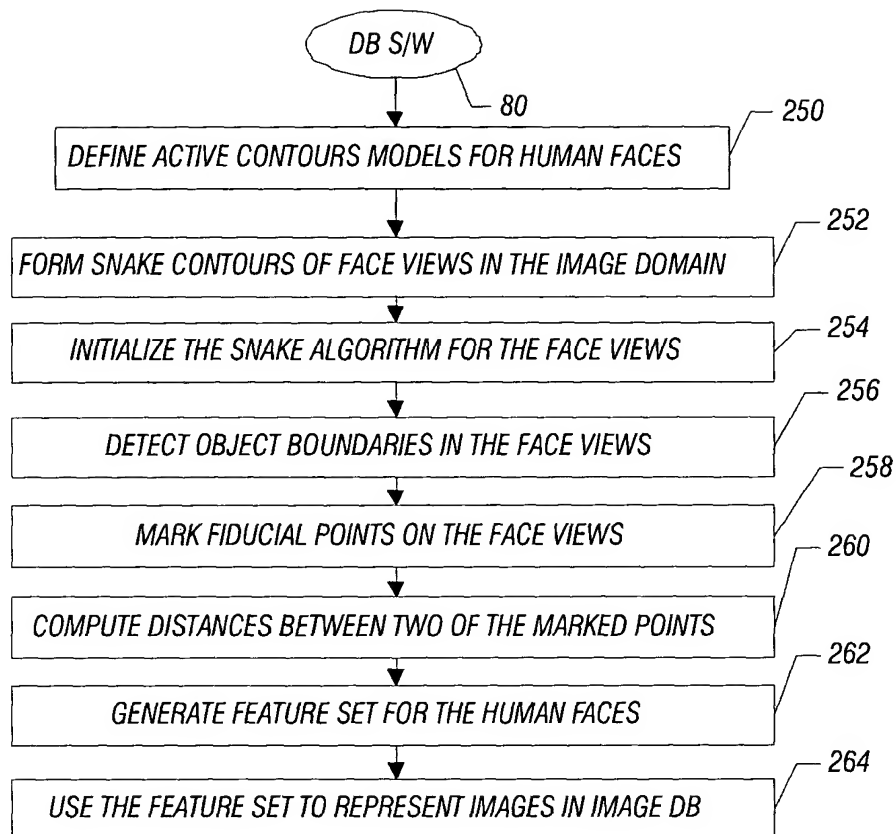 DB S/W
80
250
DEFINE ACTIVE CONTOURS MODELS FOR HUMAN FACES
252
FORM SNAKE CONTOURS OF FACE VIEWS IN THE IMAGE DOMAIN
254
INITIALIZE THE SNAKE ALGORITHM FOR THE FACE VIEWS
256
DETECT OBJECT BOUNDARIES IN THE FACE VIEWS
258
MARK FIDUCIAL POINTS ON THE FACE VIEWS
260
COMPUTE DISTANCES BETWEEN TWO OF THE MARKED POINTS
262
GENERATE FEATURE SET FOR THE HUMAN FACES
264
USE THE FEATURE SET TO REPRESENT IMAGES IN IMAGE DB